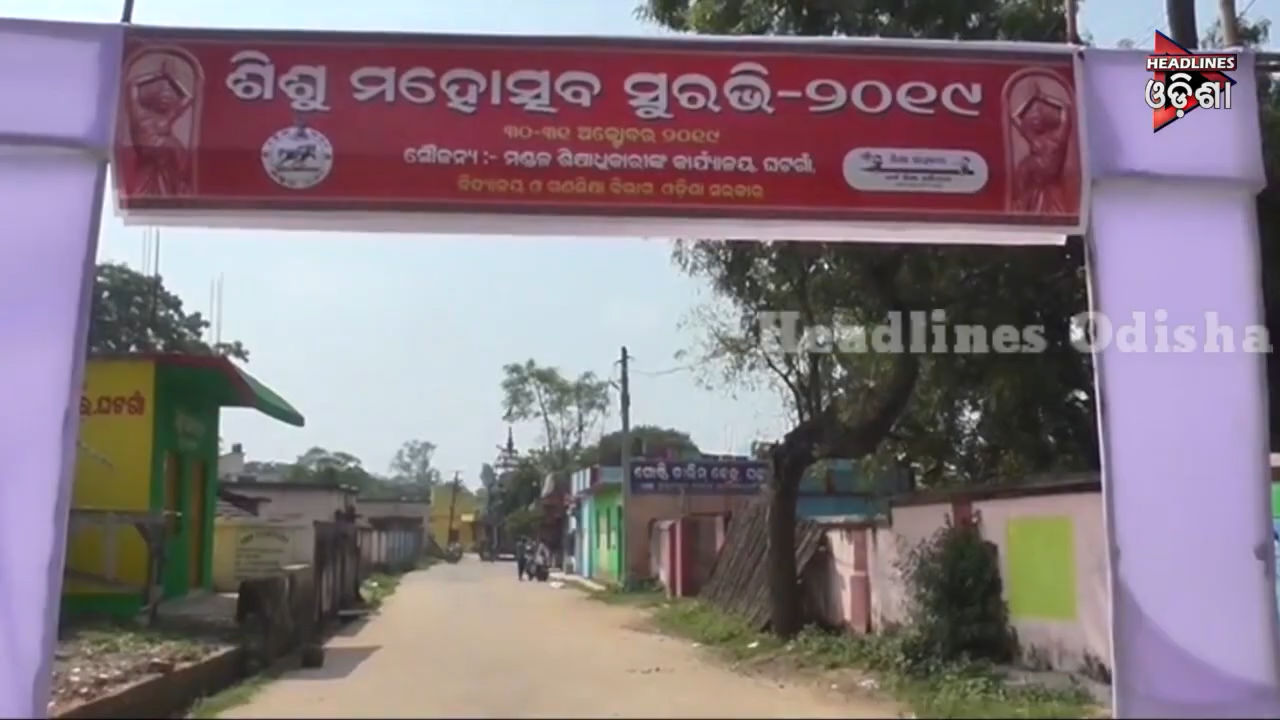 ଶିଶୁ ମହୋତ୍ସବ ସୁରଭି-୨୦୧୯
୩୦-୩୧ ଅକ୍ଟୋବର ୨୦୧୯
ସୌଜନ୍ୟ :- ମଣ୍ଡଳ ଶିକ୍ଷାଧିକାରୀଙ୍କ କାର୍ଯ୍ୟାଳୟ, ଘଟଗାଁ,
ବିଦ୍ୟାଳୟ ଓ ଗଣଶିକ୍ଷା ବିଭାଗ, ଓଡ଼ିଶା ସରକାର
HEADLINES
ଓଡ଼ିଶା
Headlines Odisha
ଘଟଗାଁ